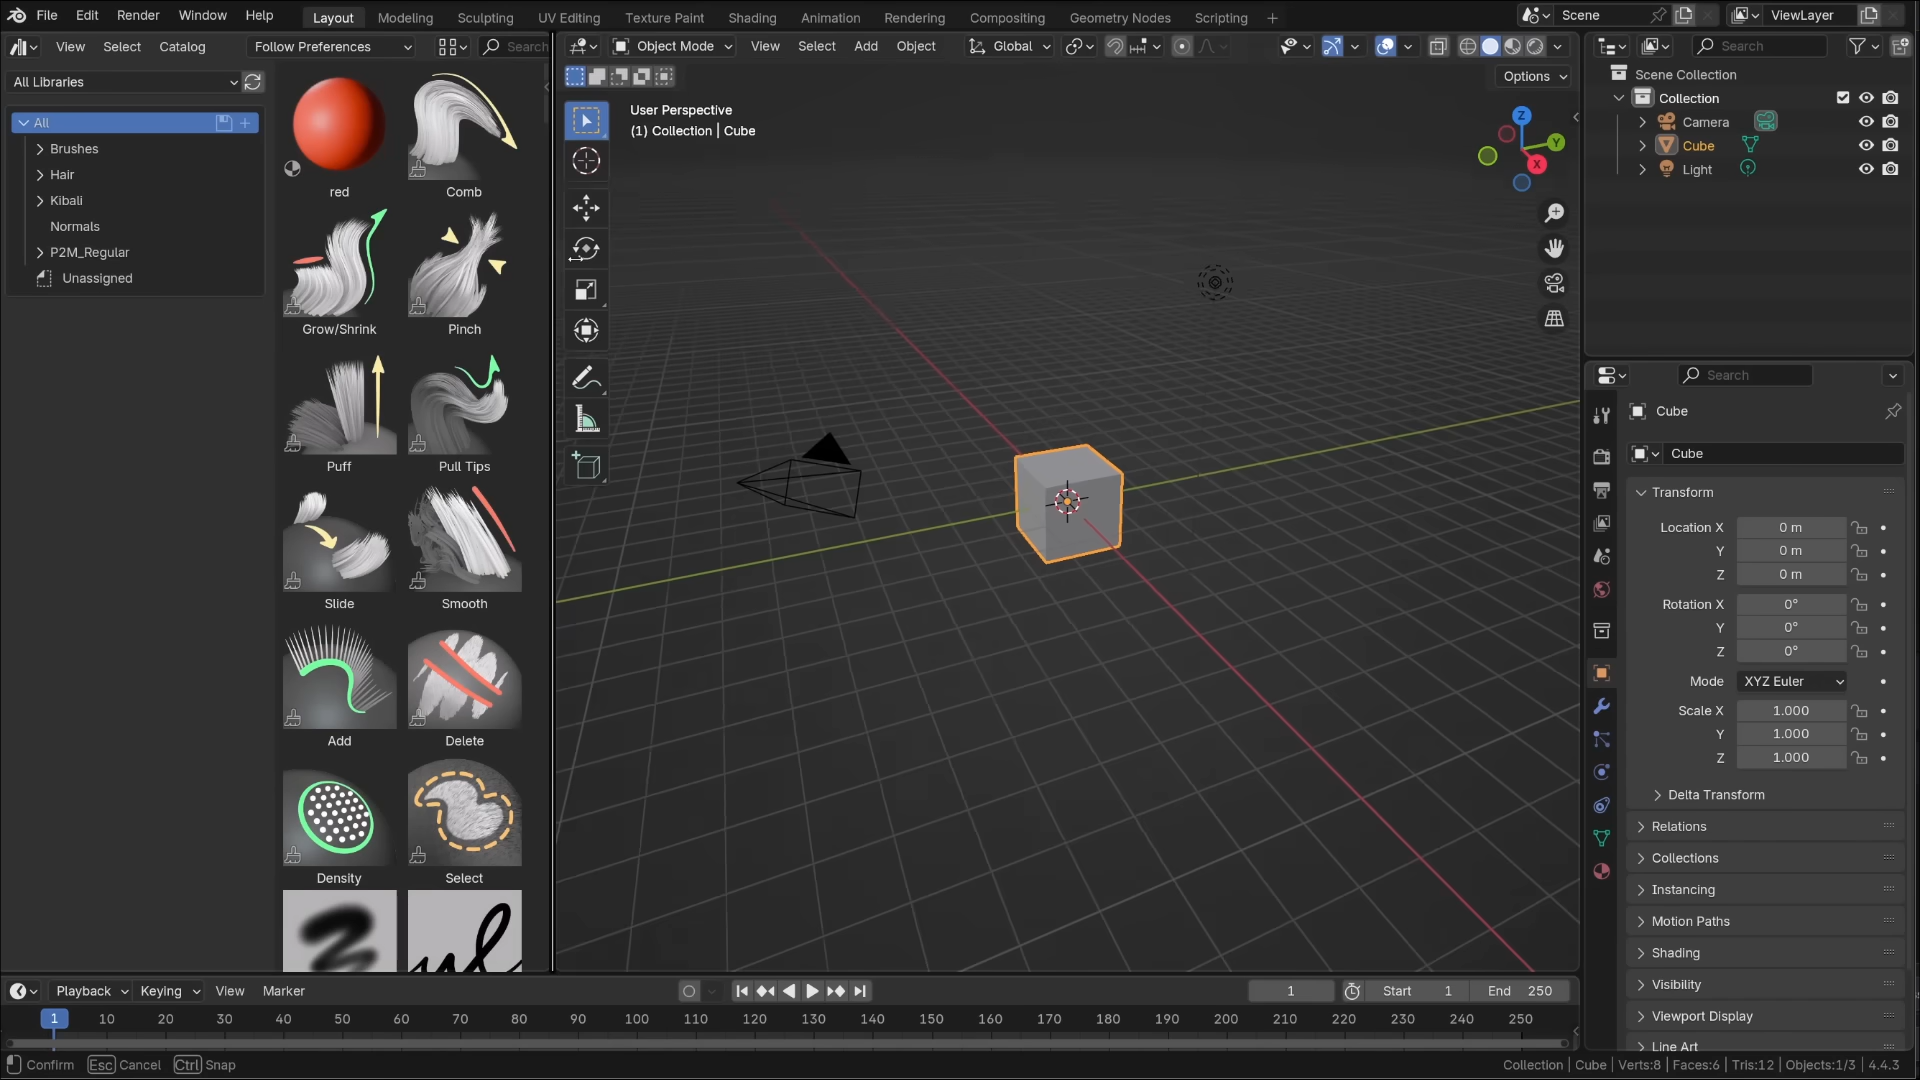 File Edit Render Window Help Layout Modeling Sculpting UV Editing Texture Paint Shading Animation Rendering Compositing Geometry Nodes Scripting + Scene ViewLayer
View Select Catalog Follow Preferences Search Object Mode View Select Add Object Global Search
Options
All Libraries
All
Brushes
Hair
Kibali
Normals
P2M_Regular
Unassigned
red Comb
Grow/Shrink Pinch
Puff Pull Tips
Slide Smooth
Add Delete
Density Select
User Perspective
(1) Collection | Cube
Z
Y
X
Scene Collection
Collection
Camera
Cube
Light
Search
Cube
Cube
Transform
Location X 0 m
Y 0 m
Z 0 m
Rotation X 0°
Y 0°
Z 0°
Mode XYZ Euler
Scale X 1.000
Y 1.000
Z 1.000
Delta Transform
Relations
Collections
Instancing
Motion Paths
Shading
Visibility
Viewport Display
Line Art
Playback Keying View Marker 1 Start 1 End 250
1 10 20 30 40 50 60 70 80 90 100 110 120 130 140 150 160 170 180 190 200 210 220 230 240 250
Confirm Esc Cancel Ctrl Snap Collection | Cube | Verts:8 | Faces:6 | Tris:12 | Objects:1/3 | 4.4.3